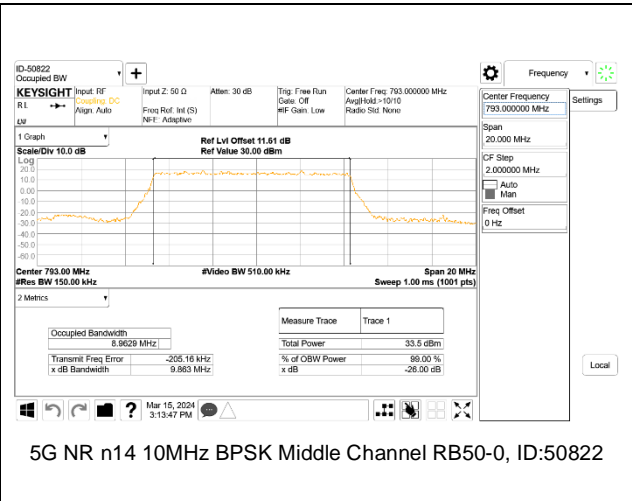 ID-50822
Occupied BW
Frequency
KEYSIGHT
RL
Input: RF
Coupling: DC
Align: Auto
Input Z: 50 Ω
Freq Ref: Int (S)
NFE: Adaptive
Atten: 30 dB
Trig: Free Run
Gate: Off
#IF Gain: Low
Center Freq: 793.000000 MHz
Avg|Hold:>10/10
Radio Std: None
Center Frequency
793.000000 MHz
Settings
Span
20.000 MHz
CF Step
2.000000 MHz
Auto
Man
Freq Offset
0 Hz
Local
1 Graph
Scale/Div 10.0 dB
Ref Lvl Offset 11.61 dB
Ref Value 30.00 dBm
Log
20.0
10.0
0.00
-10.0
-20.0
-30.0
-40.0
-50.0
-60.0
Center 793.00 MHz
#Video BW 510.00 kHz
Span 20 MHz
#Res BW 150.00 kHz
Sweep 1.00 ms (1001 pts)
2 Metrics
Measure Trace Trace 1
Occupied Bandwidth
8.9629 MHz
Total Power 33.5 dBm
Transmit Freq Error -205.16 kHz
% of OBW Power 99.00 %
x dB Bandwidth 9.863 MHz
x dB -26.00 dB
Mar 15, 2024
3:13:47 PM
5G NR n14 10MHz BPSK Middle Channel RB50-0, ID:50822